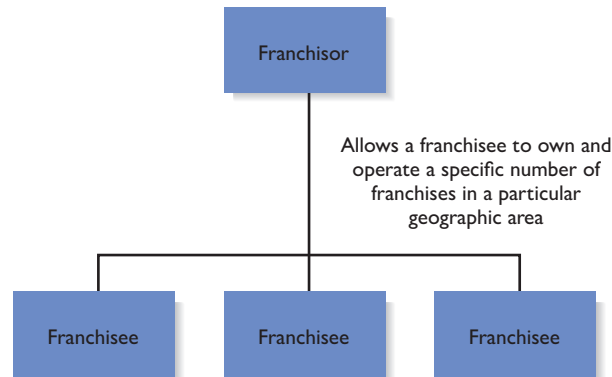 Franchisor
Allows a franchisee to own and
operate a specific number of
franchises in a particular
geographic area
Franchisee
Franchisee
Franchisee